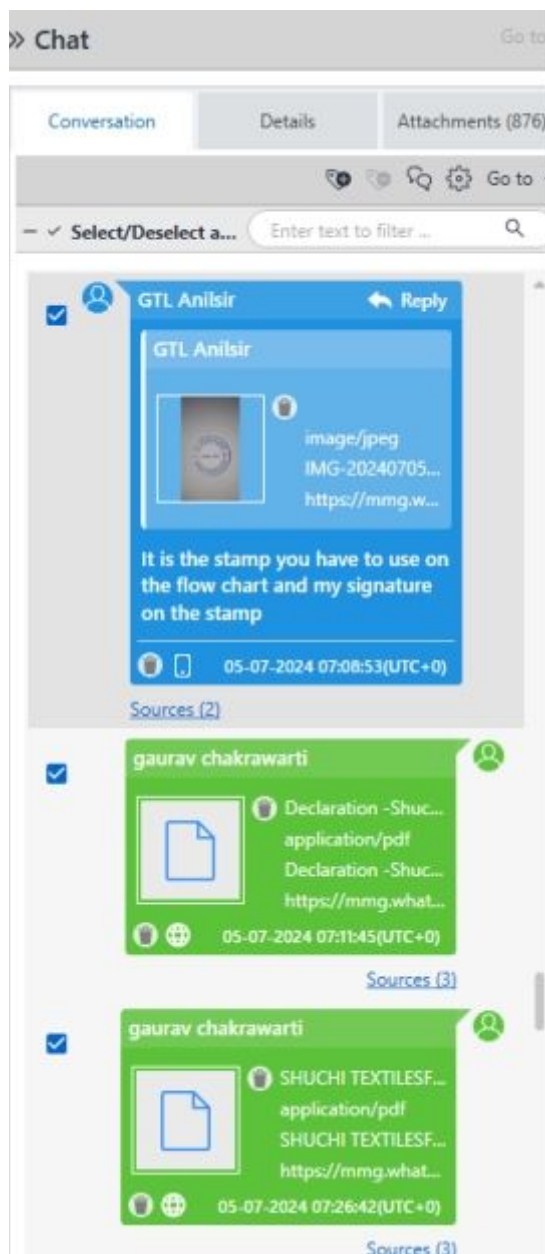 » Chat
Go to
Conversation
Details
Attachments (876)
Go to
Select/Deselect a...
Enter text to filter ...
GTL Anilsir
Reply
GTL Anilsir
image/jpeg
IMG-20240705...
https://mmg.w...
It is the stamp you have to use on
the flow chart and my signature
on the stamp
05-07-2024 07:08:53(UTC+0)
Sources (2)
gaurav chakrawarti
Declaration -Shuc...
application/pdf
Declaration -Shuc...
https://mmg.what...
05-07-2024 07:11:45(UTC+0)
Sources (3)
gaurav chakrawarti
SHUCHI TEXTILESF...
application/pdf
SHUCHI TEXTILESF...
https://mmg.what...
05-07-2024 07:26:42(UTC+0)
Sources (3)